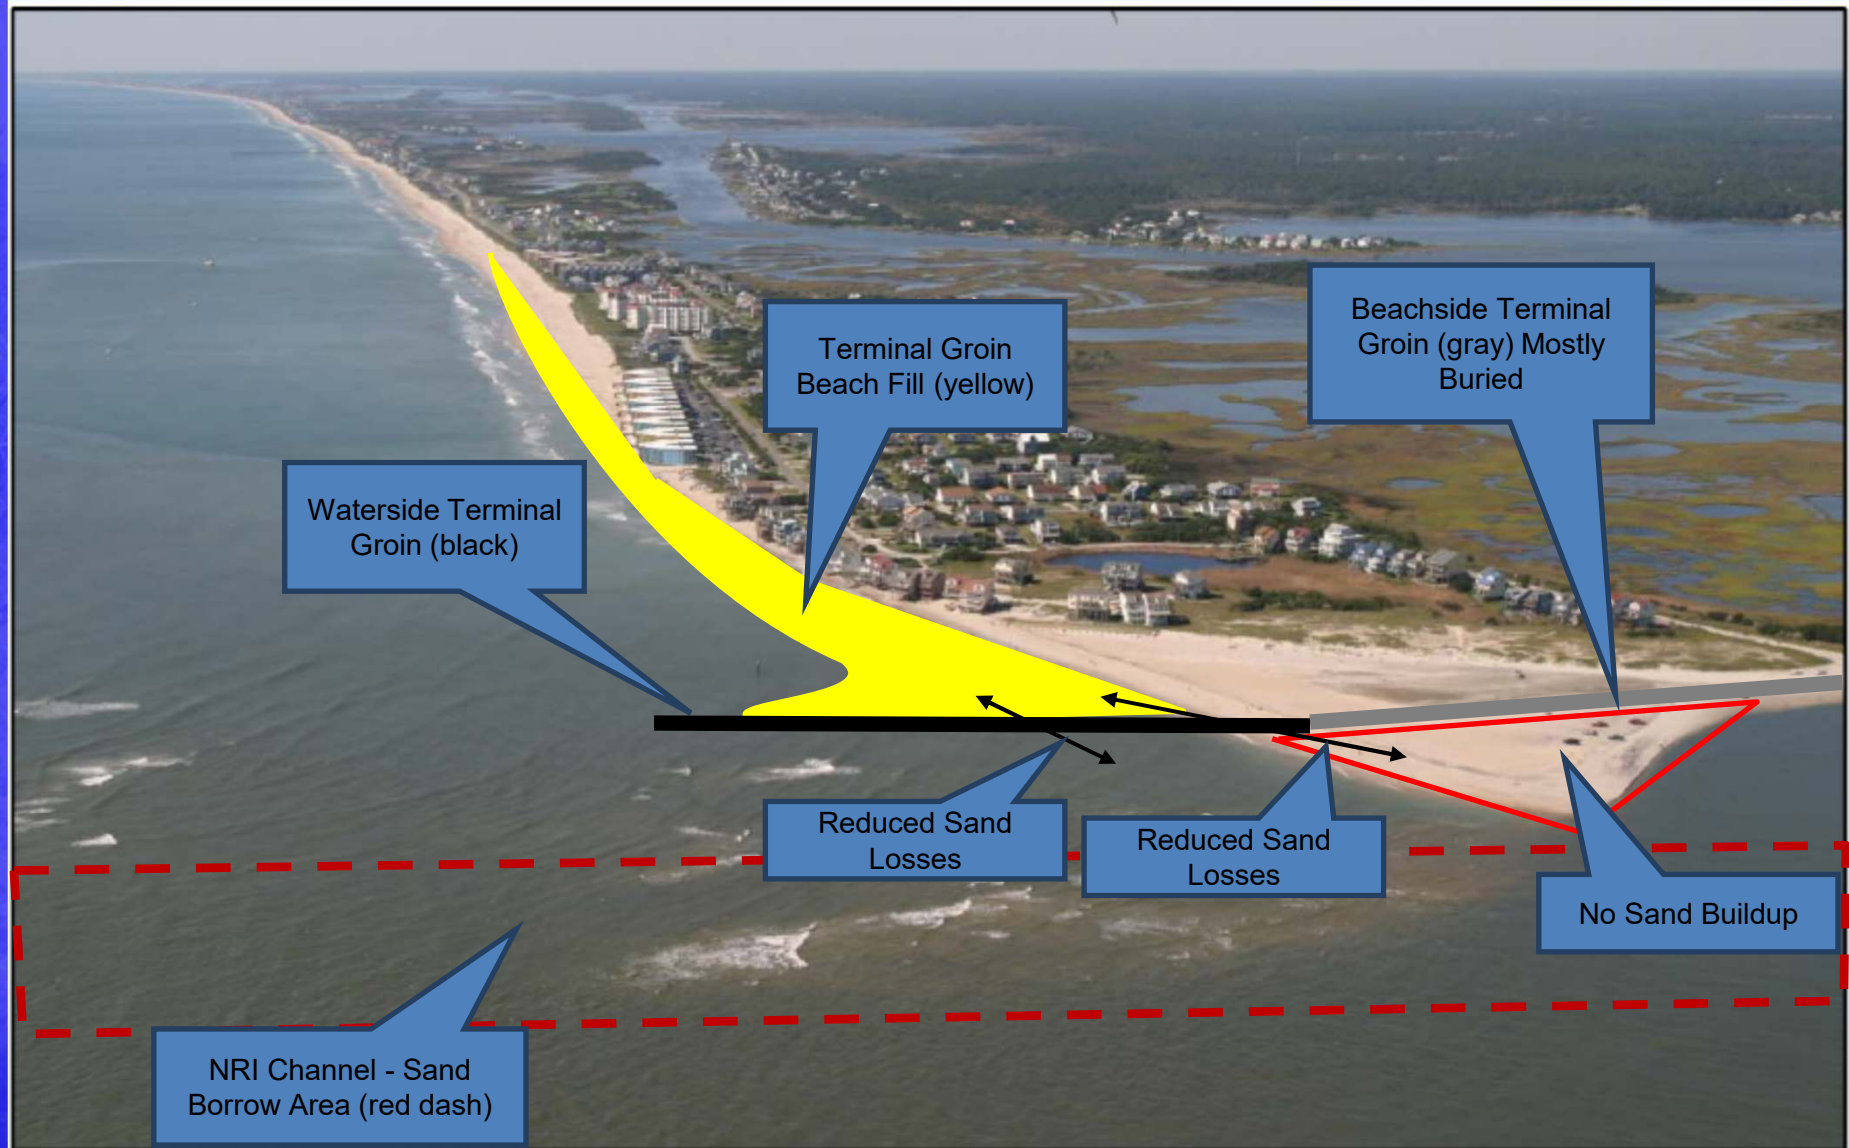 Beachside Terminal
Groin (gray) Mostly
Buried
Terminal Groin
Beach Fill (yellow)
Waterside Terminal
Groin (black)
Reduced Sand
Losses
Reduced Sand
Losses
No Sand Buildup
NRI Channel - Sand
Borrow Area (red dash)